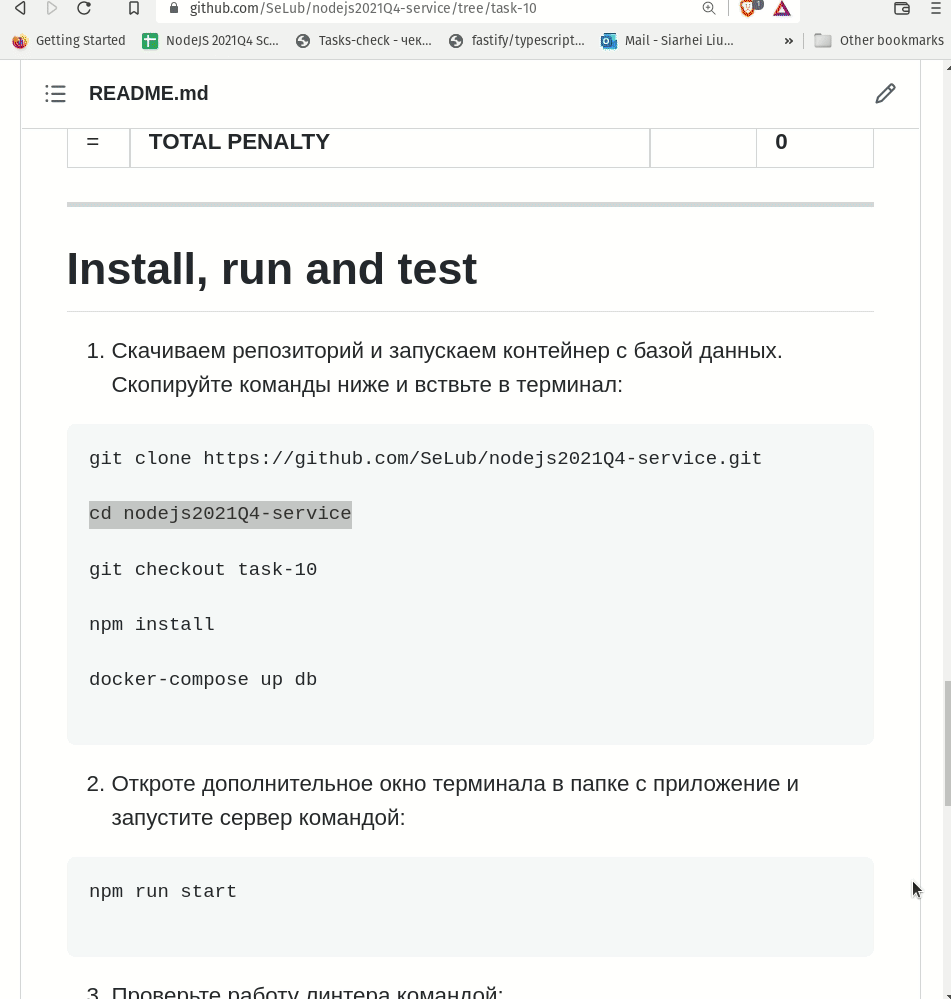 github.com/SeLub/nodejs2021Q4-service/tree/task-10
1
Getting Started
NodeJS 2021Q4 Sc...
Tasks-check - чек...
fastify/typescript...
Mail - Siarhei Liu...
»
Other bookmarks
README.md
= TOTAL PENALTY 0
Install, run and test
1. Скачиваем репозиторий и запускаем контейнер с базой данных.
Скопируйте команды ниже и вствьте в терминал:
git clone https://github.com/SeLub/nodejs2021Q4-service.git
cd nodejs2021Q4-service
git checkout task-10
npm install
docker-compose up db
2. Откроте дополнительное окно терминала в папке с приложение и
запустите сервер командой:
npm run start
3. Проверьте работу линтера командой: